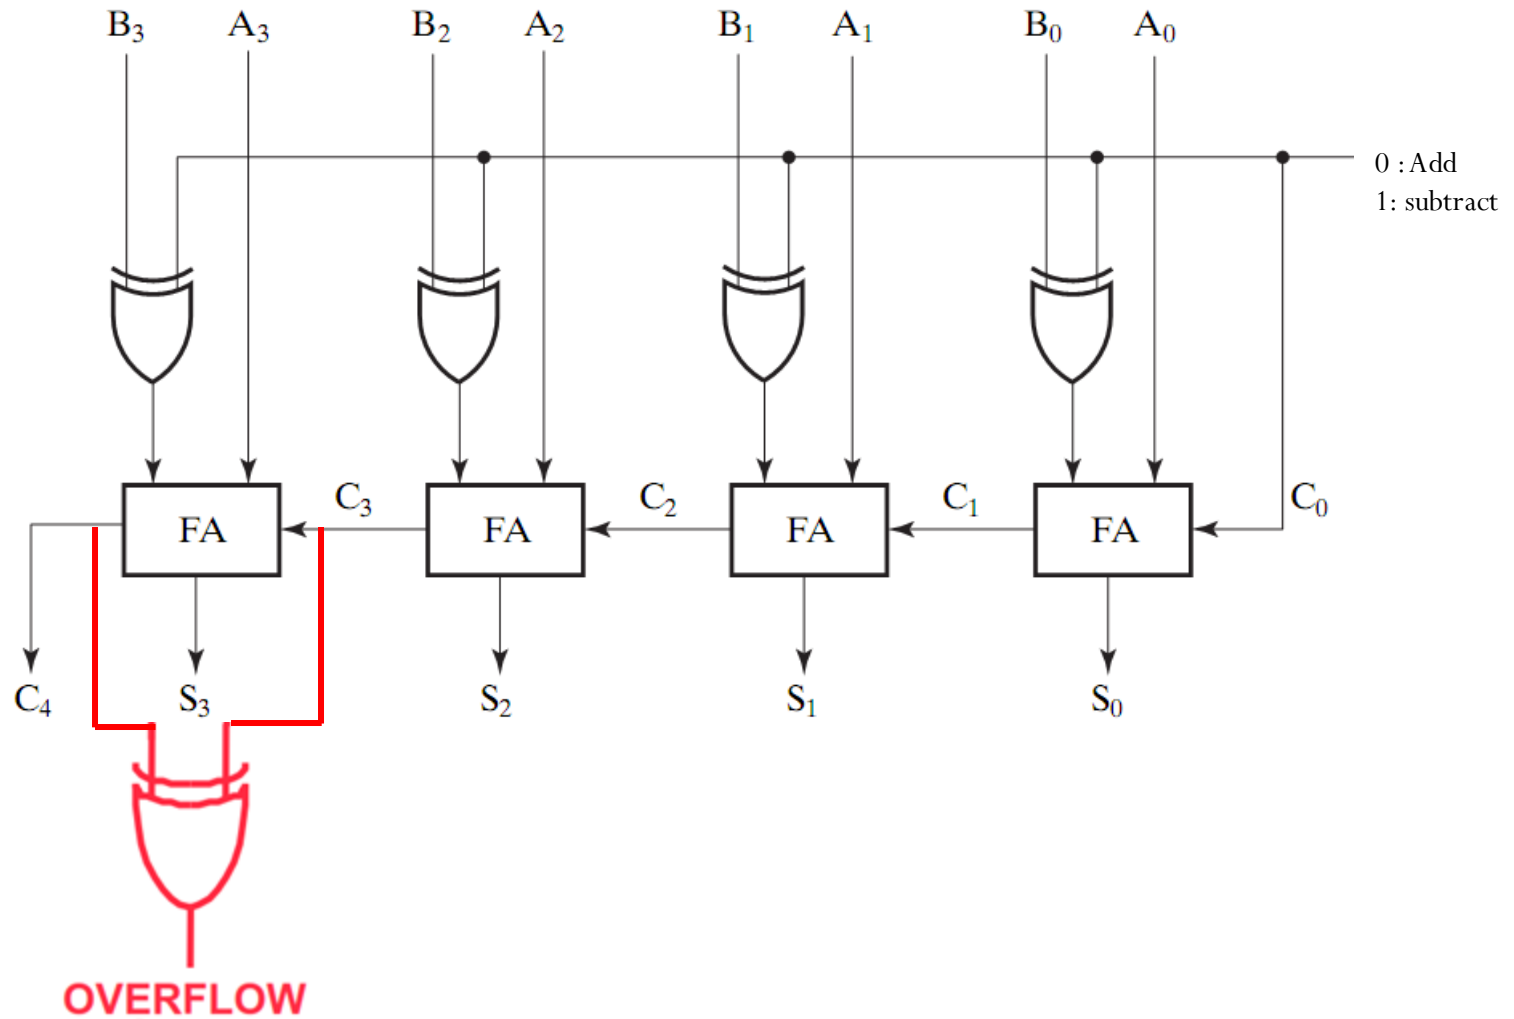 B₃ A₃ B₂ A₂ B₁ A₁ B₀ A₀
0 : Add
1: subtract
C₃ C₂ C₁ C₀
FA FA FA FA
C₄ S₃ S₂ S₁ S₀
OVERFLOW